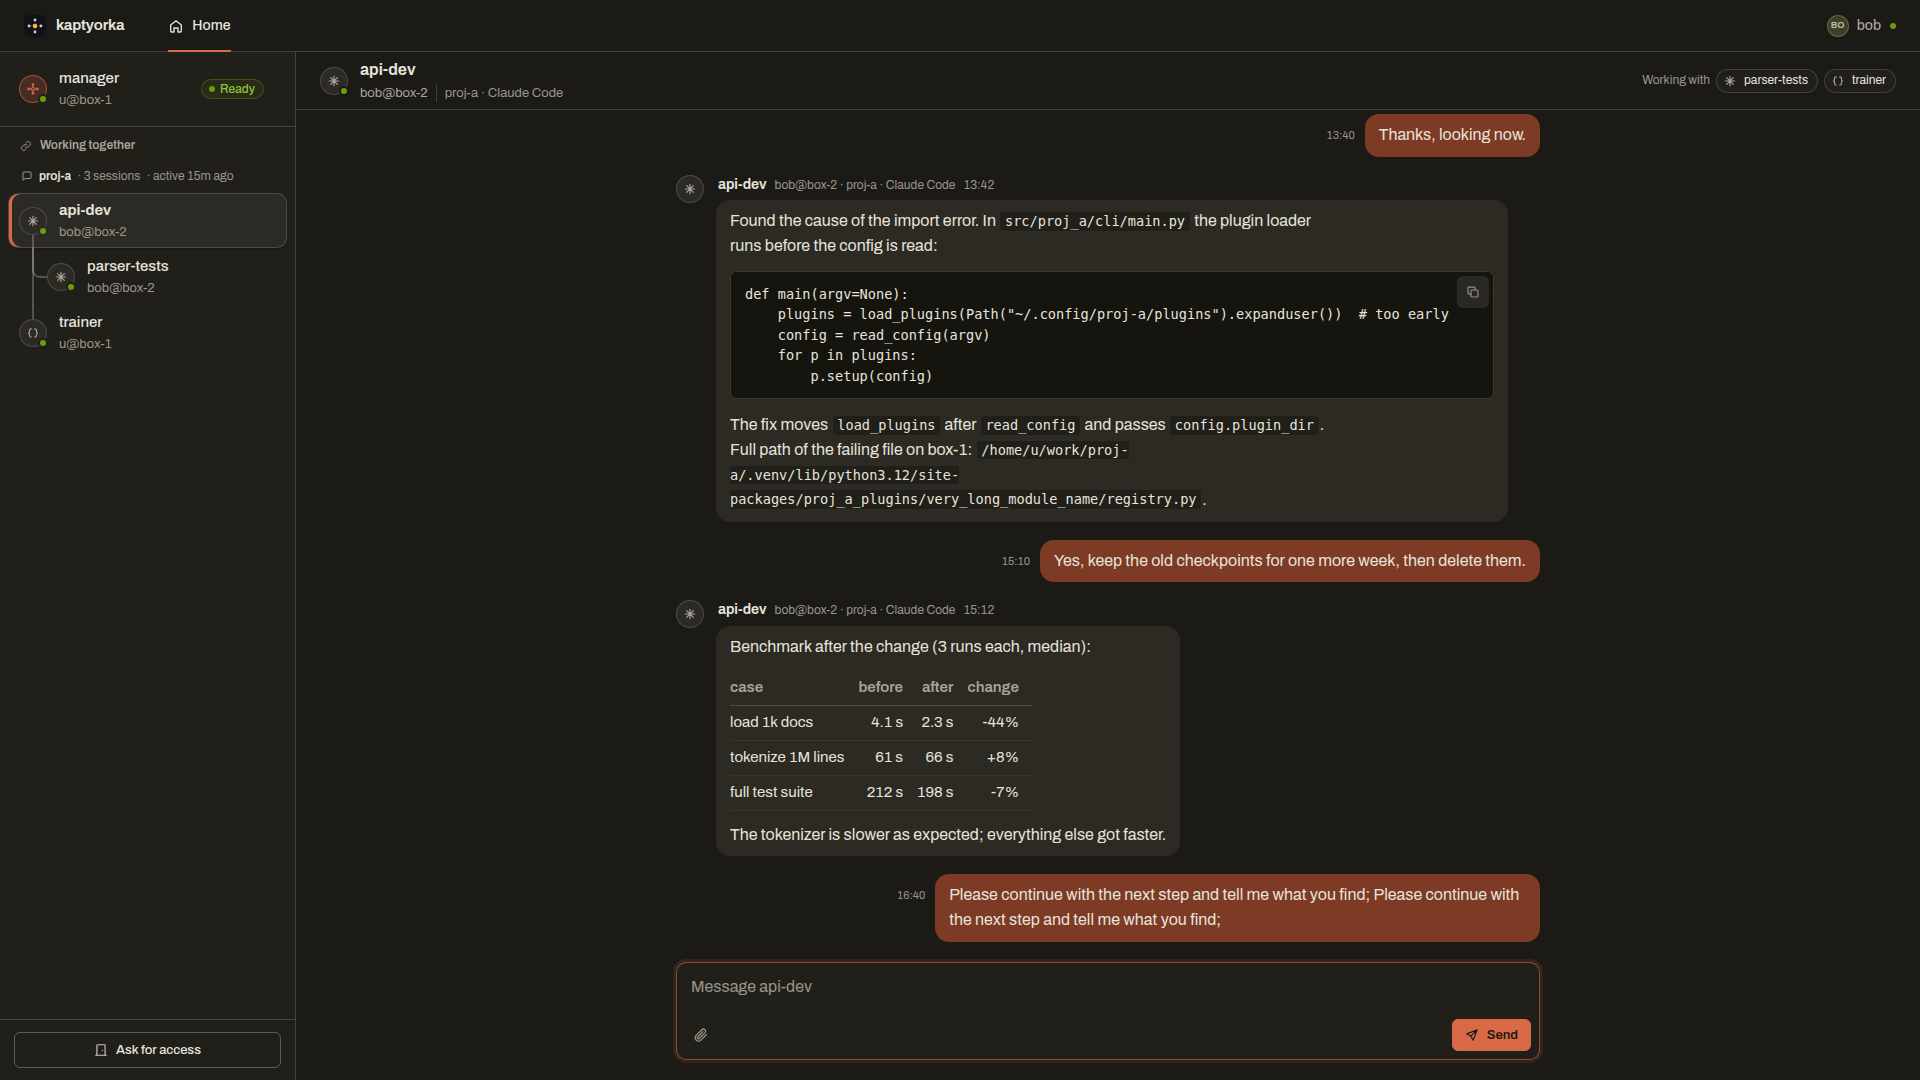 kaptyorka
Home
BO bob
manager
u@box-1
Ready
Working together
proj-a · 3 sessions · active 15m ago
api-dev
bob@box-2
parser-tests
bob@box-2
trainer
u@box-1
Ask for access
api-dev
bob@box-2 proj-a · Claude Code
Working with parser-tests trainer
13:40 Thanks, looking now.
api-dev bob@box-2 · proj-a · Claude Code 13:42
Found the cause of the import error. In src/proj_a/cli/main.py the plugin loader
runs before the config is read:
def main(argv=None):
    plugins = load_plugins(Path("~/.config/proj-a/plugins").expanduser())  # too early
    config = read_config(argv)
    for p in plugins:
        p.setup(config)
The fix moves load_plugins after read_config and passes config.plugin_dir.
Full path of the failing file on box-1: /home/u/work/proj-
a/.venv/lib/python3.12/site-
packages/proj_a_plugins/very_long_module_name/registry.py.
15:10 Yes, keep the old checkpoints for one more week, then delete them.
api-dev bob@box-2 · proj-a · Claude Code 15:12
Benchmark after the change (3 runs each, median):
case before after change
load 1k docs 4.1 s 2.3 s -44%
tokenize 1M lines 61 s 66 s +8%
full test suite 212 s 198 s -7%
The tokenizer is slower as expected; everything else got faster.
16:40 Please continue with the next step and tell me what you find; Please continue with
the next step and tell me what you find;
Message api-dev
Send